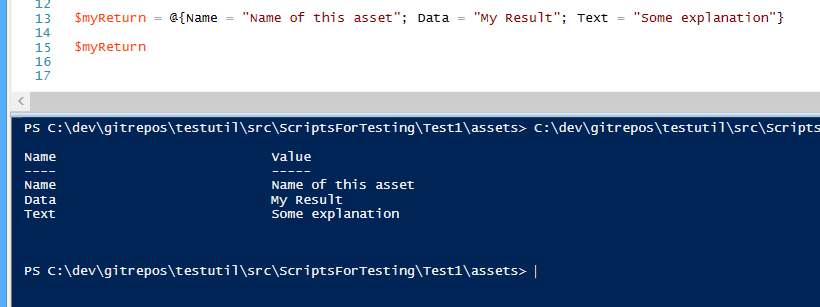 12
13 $myReturn = @{Name = "Name of this asset"; Data = "My Result"; Text = "Some explanation"}
14
15 $myReturn
16
17
PS C:\dev\gitrepos\testutil\src\ScriptsForTesting\Test1\assets> C:\dev\gitrepos\testutil\src\Scripts
Name Value
---- -----
Name Name of this asset
Data My Result
Text Some explanation
PS C:\dev\gitrepos\testutil\src\ScriptsForTesting\Test1\assets>